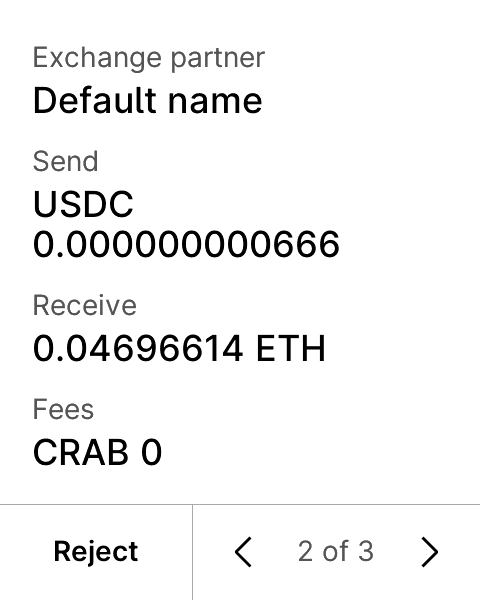 Exchange partner
Default name
Send
USDC
0.000000000666
Receive
0.04696614 ETH
Fees
CRAB 0
Reject
2 of 3